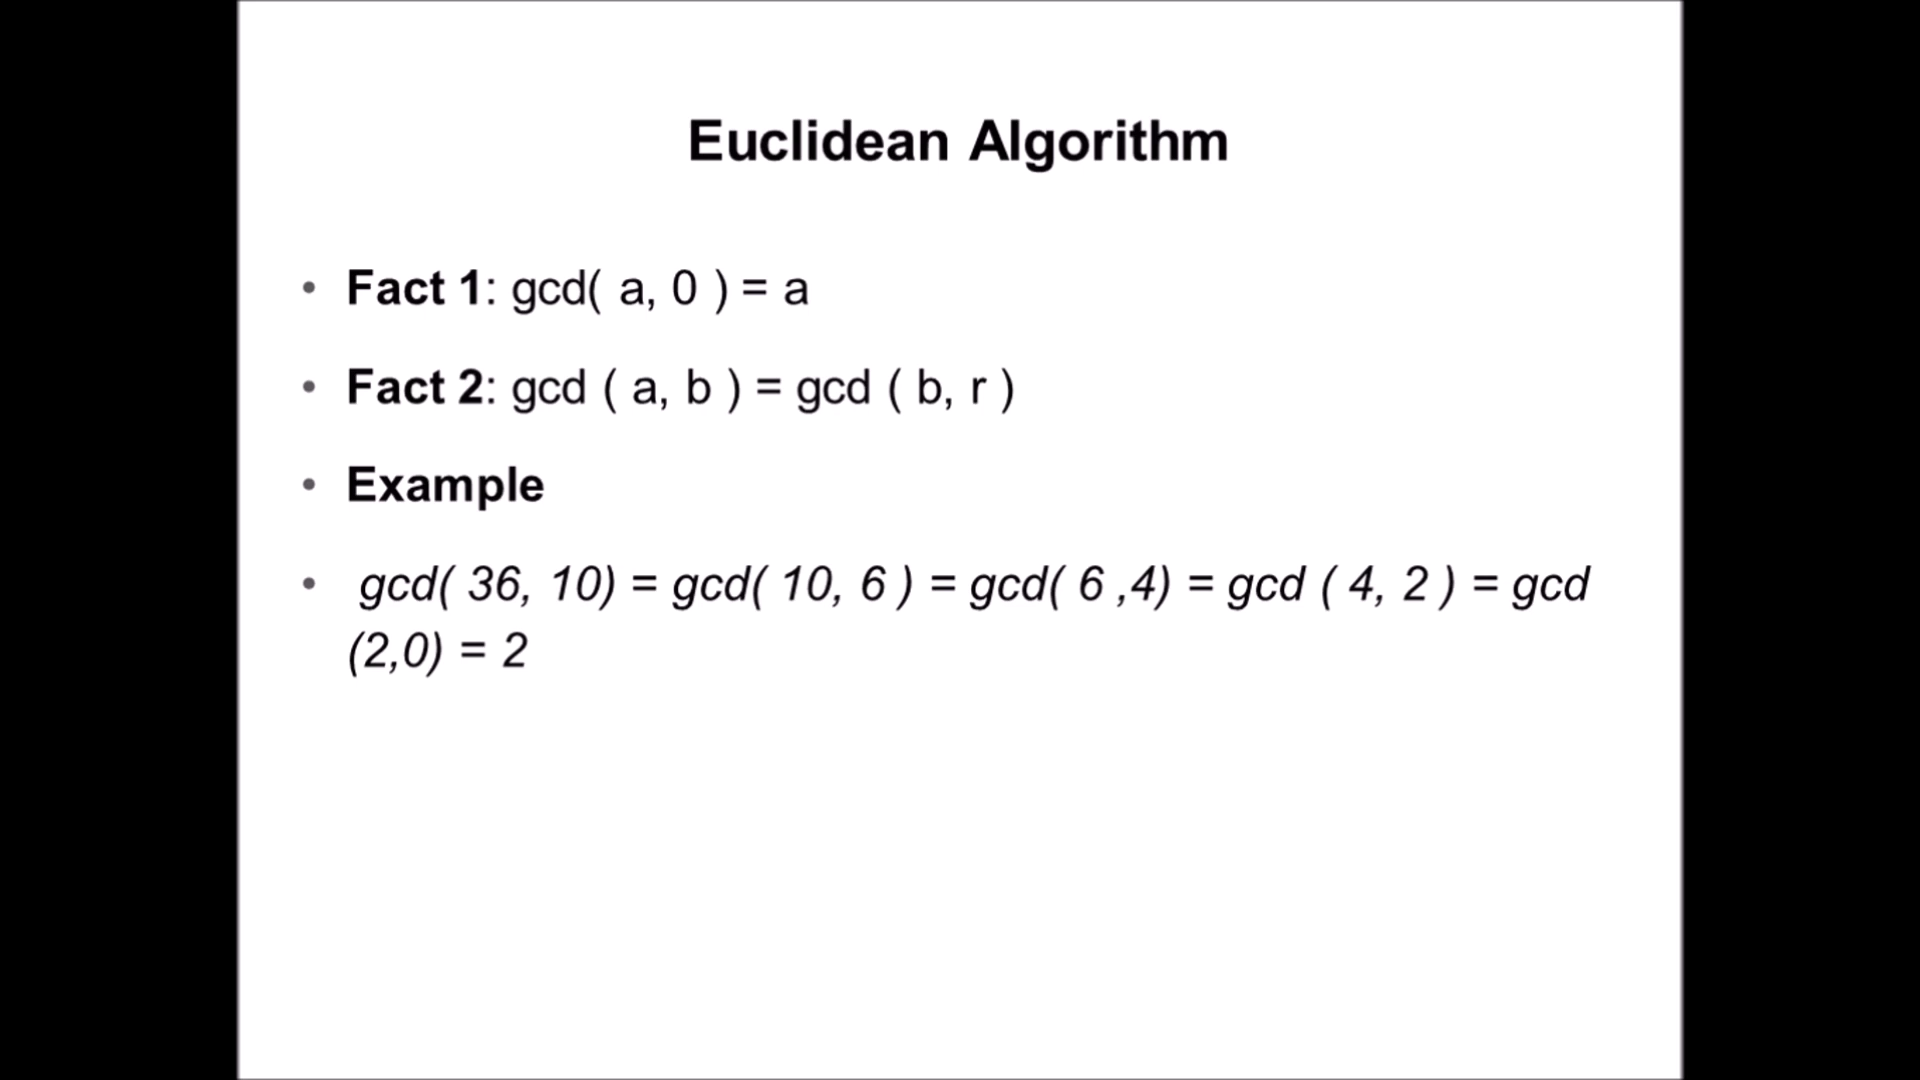 Euclidean Algorithm
• Fact 1: gcd( a, 0 ) = a
• Fact 2: gcd ( a, b ) = gcd ( b, r )
• Example
• gcd( 36, 10) = gcd( 10, 6 ) = gcd( 6 ,4) = gcd ( 4, 2 ) = gcd
(2,0) = 2